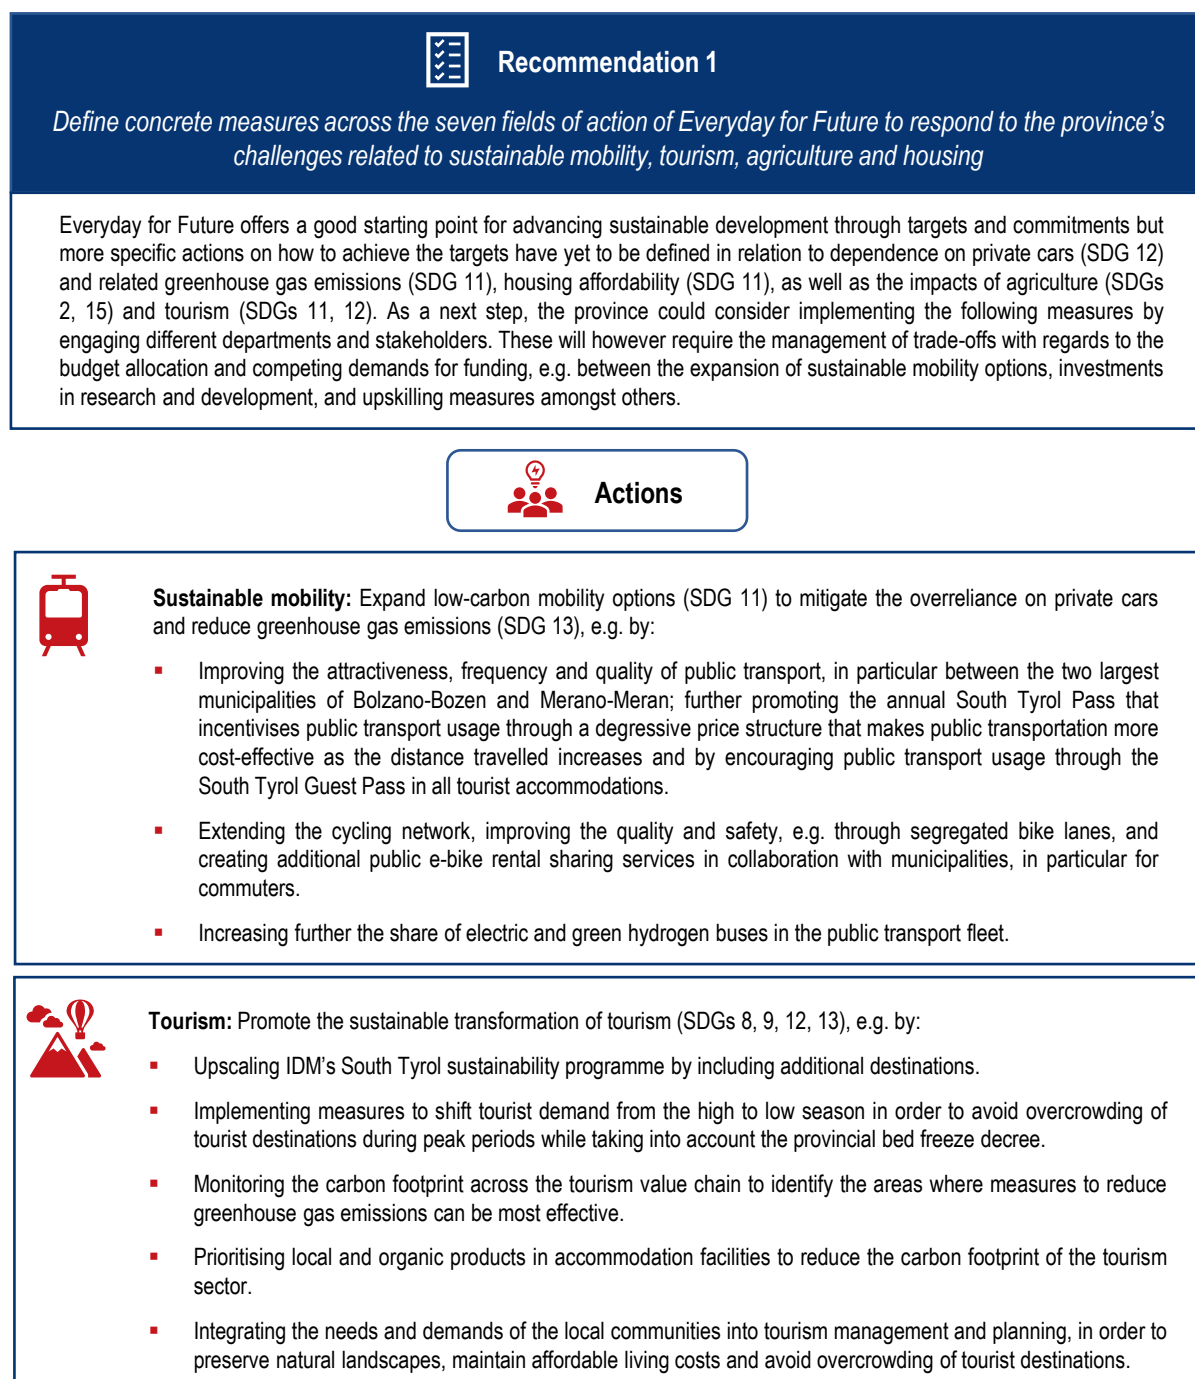 Recommendation 1
Define concrete measures across the seven fields of action of Everyday for Future to respond to the province's
challenges related to sustainable mobility, tourism, agriculture and housing
Everyday for Future offers a good starting point for advancing sustainable development through targets and commitments but
more specific actions on how to achieve the targets have yet to be defined in relation to dependence on private cars (SDG 12)
and related greenhouse gas emissions (SDG 11), housing affordability (SDG 11), as well as the impacts of agriculture (SDGs
2, 15) and tourism (SDGs 11, 12). As a next step, the province could consider implementing the following measures by
engaging different departments and stakeholders. These will however require the management of trade-offs with regards to the
budget allocation and competing demands for funding, e.g. between the expansion of sustainable mobility options, investments
in research and development, and upskilling measures amongst others.
Actions
Sustainable mobility: Expand low-carbon mobility options (SDG 11) to mitigate the overreliance on private cars
and reduce greenhouse gas emissions (SDG 13), e.g. by:
▪ Improving the attractiveness, frequency and quality of public transport, in particular between the two largest
municipalities of Bolzano-Bozen and Merano-Meran; further promoting the annual South Tyrol Pass that
incentivises public transport usage through a degressive price structure that makes public transportation more
cost-effective as the distance travelled increases and by encouraging public transport usage through the
South Tyrol Guest Pass in all tourist accommodations.
▪ Extending the cycling network, improving the quality and safety, e.g. through segregated bike lanes, and
creating additional public e-bike rental sharing services in collaboration with municipalities, in particular for
commuters.
▪ Increasing further the share of electric and green hydrogen buses in the public transport fleet.
Tourism: Promote the sustainable transformation of tourism (SDGs 8, 9, 12, 13), e.g. by:
▪ Upscaling IDM's South Tyrol sustainability programme by including additional destinations.
▪ Implementing measures to shift tourist demand from the high to low season in order to avoid overcrowding of
tourist destinations during peak periods while taking into account the provincial bed freeze decree.
▪ Monitoring the carbon footprint across the tourism value chain to identify the areas where measures to reduce
greenhouse gas emissions can be most effective.
▪ Prioritising local and organic products in accommodation facilities to reduce the carbon footprint of the tourism
sector.
▪ Integrating the needs and demands of the local communities into tourism management and planning, in order to
preserve natural landscapes, maintain affordable living costs and avoid overcrowding of tourist destinations.